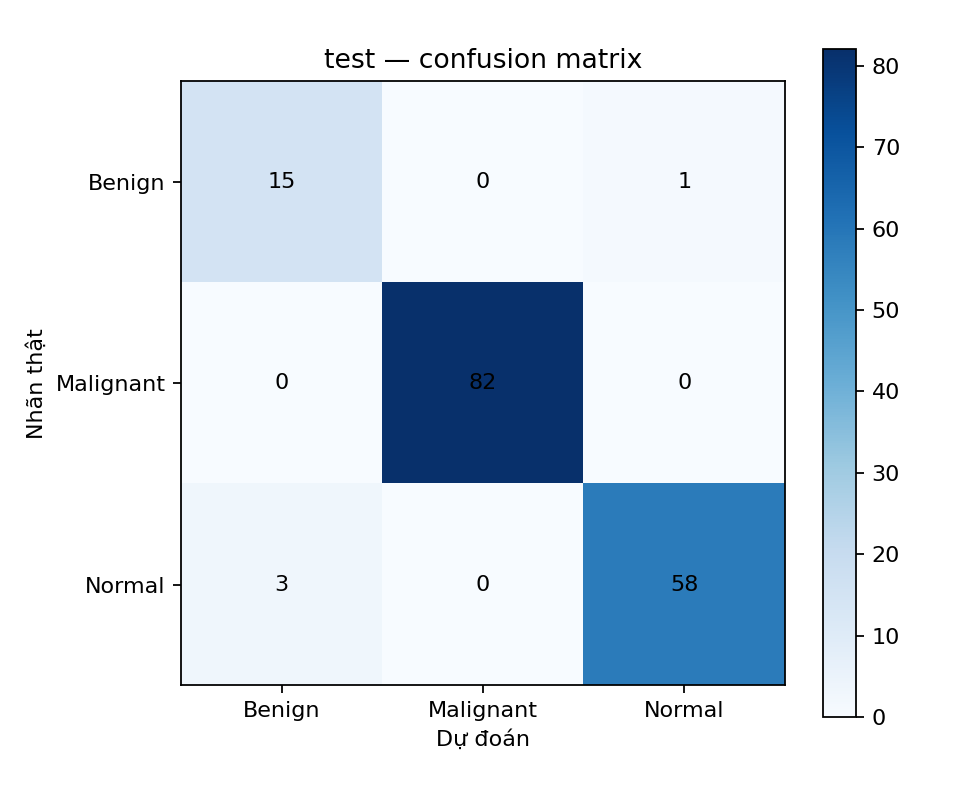 test — confusion matrix
Benign
15
0
1
Malignant
0
82
0
Normal
3
0
58
Benign
Malignant
Normal
Dự đoán
Nhãn thật
80
70
60
50
40
30
20
10
0